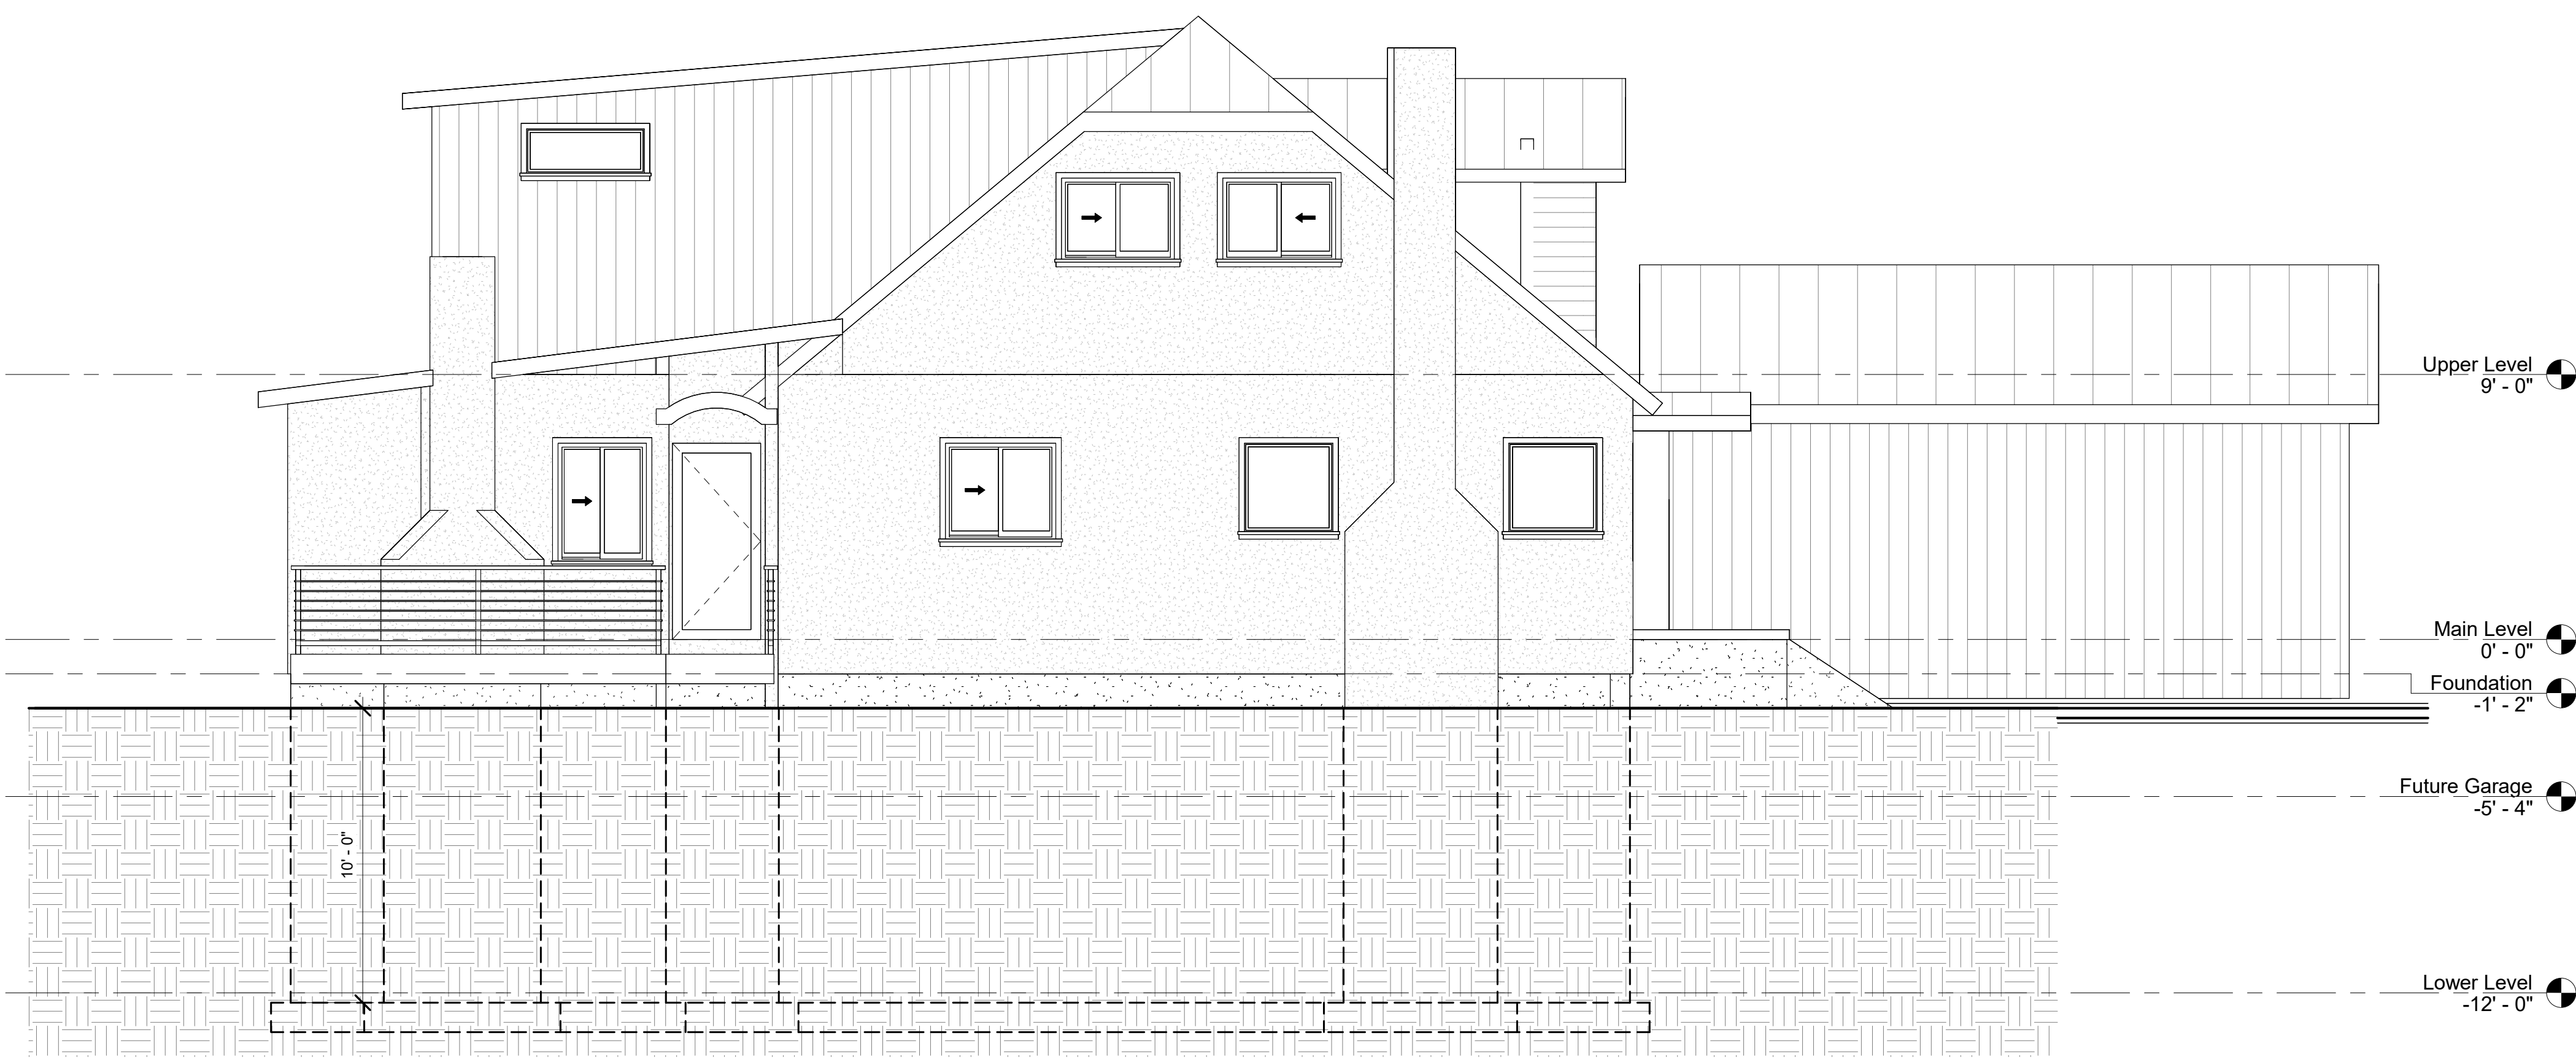 Upper Level
9' - 0"
Main Level
0' - 0"
Foundation
-1' - 2"
Future Garage
-5' - 4"
10' - 0"
Lower Level
-12' - 0"